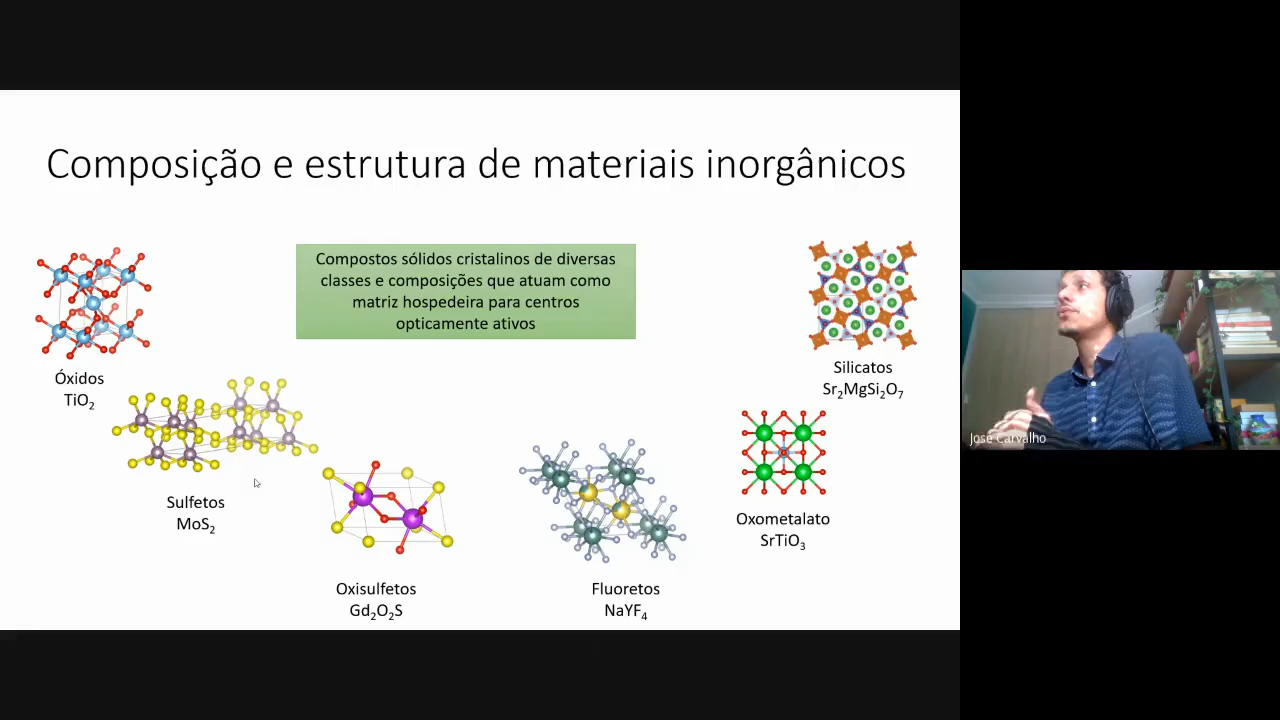 Composição e estrutura de materiais inorgânicos
Compostos sólidos cristalinos de diversas
classes e composições que atuam como
matriz hospedeira para centros
opticamente ativos
Óxidos
TiO₂
Sulfetos
MoS₂
Oxisulfetos
Gd₂O₂S
Fluoretos
NaYF₄
Oxometalato
SrTiO₃
Silicatos
Sr₂MgSi₂O₇
José Carvalho